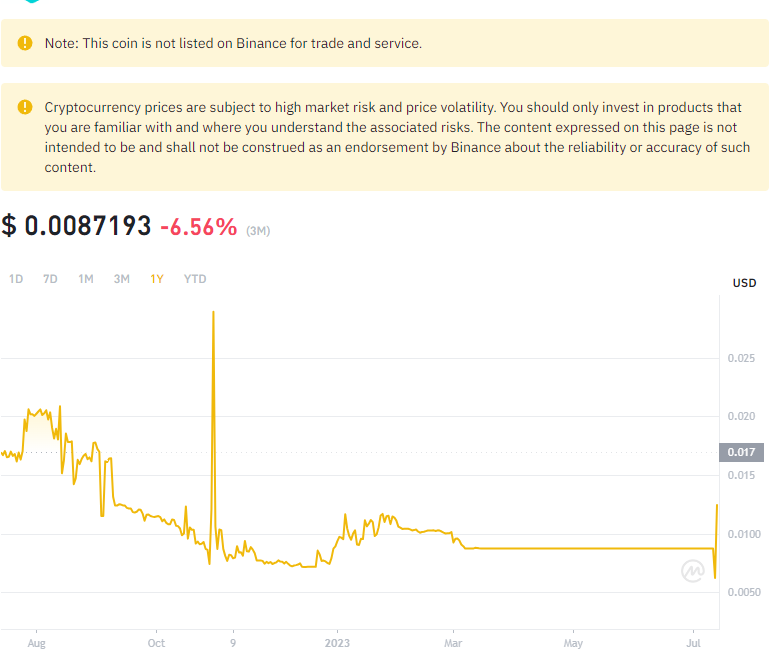 Note: This coin is not listed on Binance for trade and service.
Cryptocurrency prices are subject to high market risk and price volatility. You should only invest in products that
you are familiar with and where you understand the associated risks. The content expressed on this page is not
intended to be and shall not be construed as an endorsement by Binance about the reliability or accuracy of such
content.
$ 0.0087193 -6.56% (3M)
1D 7D 1M 3M 1Y YTD
USD
0.025
0.020
0.017
0.015
0.0100
0.0050
Aug Oct 9 2023 Mar May Jul